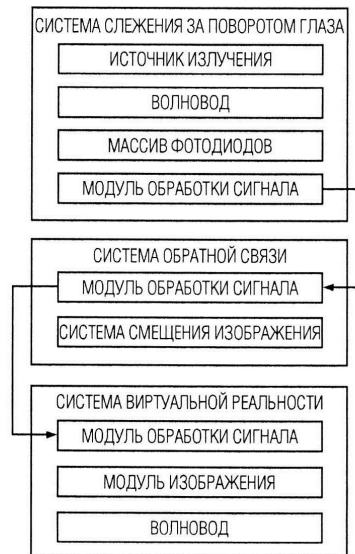 СИСТЕМА СЛЕЖЕНИЯ ЗА ПОВОРОТОМ ГЛАЗА
ИСТОЧНИК ИЗЛУЧЕНИЯ
ВОЛНОВОД
МАССИВ ФОТОДИОДОВ
МОДУЛЬ ОБРАБОТКИ СИГНАЛА
СИСТЕМА ОБРАТНОЙ СВЯЗИ
МОДУЛЬ ОБРАБОТКИ СИГНАЛА
СИСТЕМА СМЕЩЕНИЯ ИЗОБРАЖЕНИЯ
СИСТЕМА ВИРТУАЛЬНОЙ РЕАЛЬНОСТИ
МОДУЛЬ ОБРАБОТКИ СИГНАЛА
МОДУЛЬ ИЗОБРАЖЕНИЯ
ВОЛНОВОД